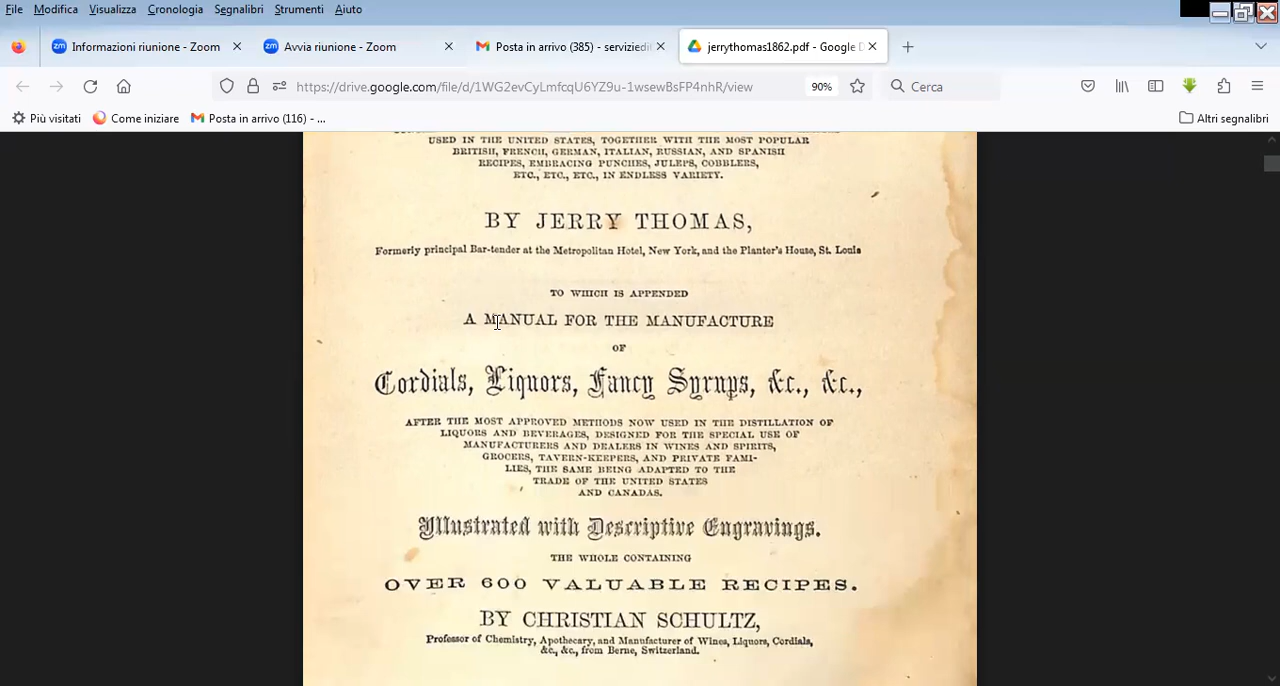 File Modifica Visualizza Cronologia Segnalibri Strumenti Aiuto
Informazioni riunione - Zoom Avvia riunione - Zoom Posta in arrivo (385) - serviziedi jerrythomas1862.pdf - Google D
https://drive.google.com/file/d/1WG2evCyLmfcqU6YZ9u-1wsewBsFP4nhR/view 90% Cerca
Più visitati Come iniziare Posta in arrivo (116) - ... Altri segnalibri
USED IN THE UNITED STATES, TOGETHER WITH THE MOST POPULAR
BRITISH, FRENCH, GERMAN, ITALIAN, RUSSIAN, AND SPANISH
RECIPES, EMBRACING PUNCHES, JULEPS, COBBLERS,
ETC., ETC., ETC., IN ENDLESS VARIETY.
BY JERRY THOMAS,
Formerly principal Bar-tender at the Metropolitan Hotel, New York, and the Planter's House, St. Louis
TO WHICH IS APPENDED
A MANUAL FOR THE MANUFACTURE
OF
Cordials, Liquors, Fancy Syrups, &c., &c.,
AFTER THE MOST APPROVED METHODS NOW USED IN THE DISTILLATION OF
LIQUORS AND BEVERAGES, DESIGNED FOR THE SPECIAL USE OF
MANUFACTURERS AND DEALERS IN WINES AND SPIRITS,
GROCERS, TAVERN-KEEPERS, AND PRIVATE FAMI-
LIES, THE SAME BEING ADAPTED TO THE
TRADE OF THE UNITED STATES
AND CANADAS.
Illustrated with Descriptive Engravings.
THE WHOLE CONTAINING
OVER 600 VALUABLE RECIPES.
BY CHRISTIAN SCHULTZ,
Professor of Chemistry, Apothecary, and Manufacturer of Wines, Liquors, Cordials,
&c., &c., from Berne, Switzerland.